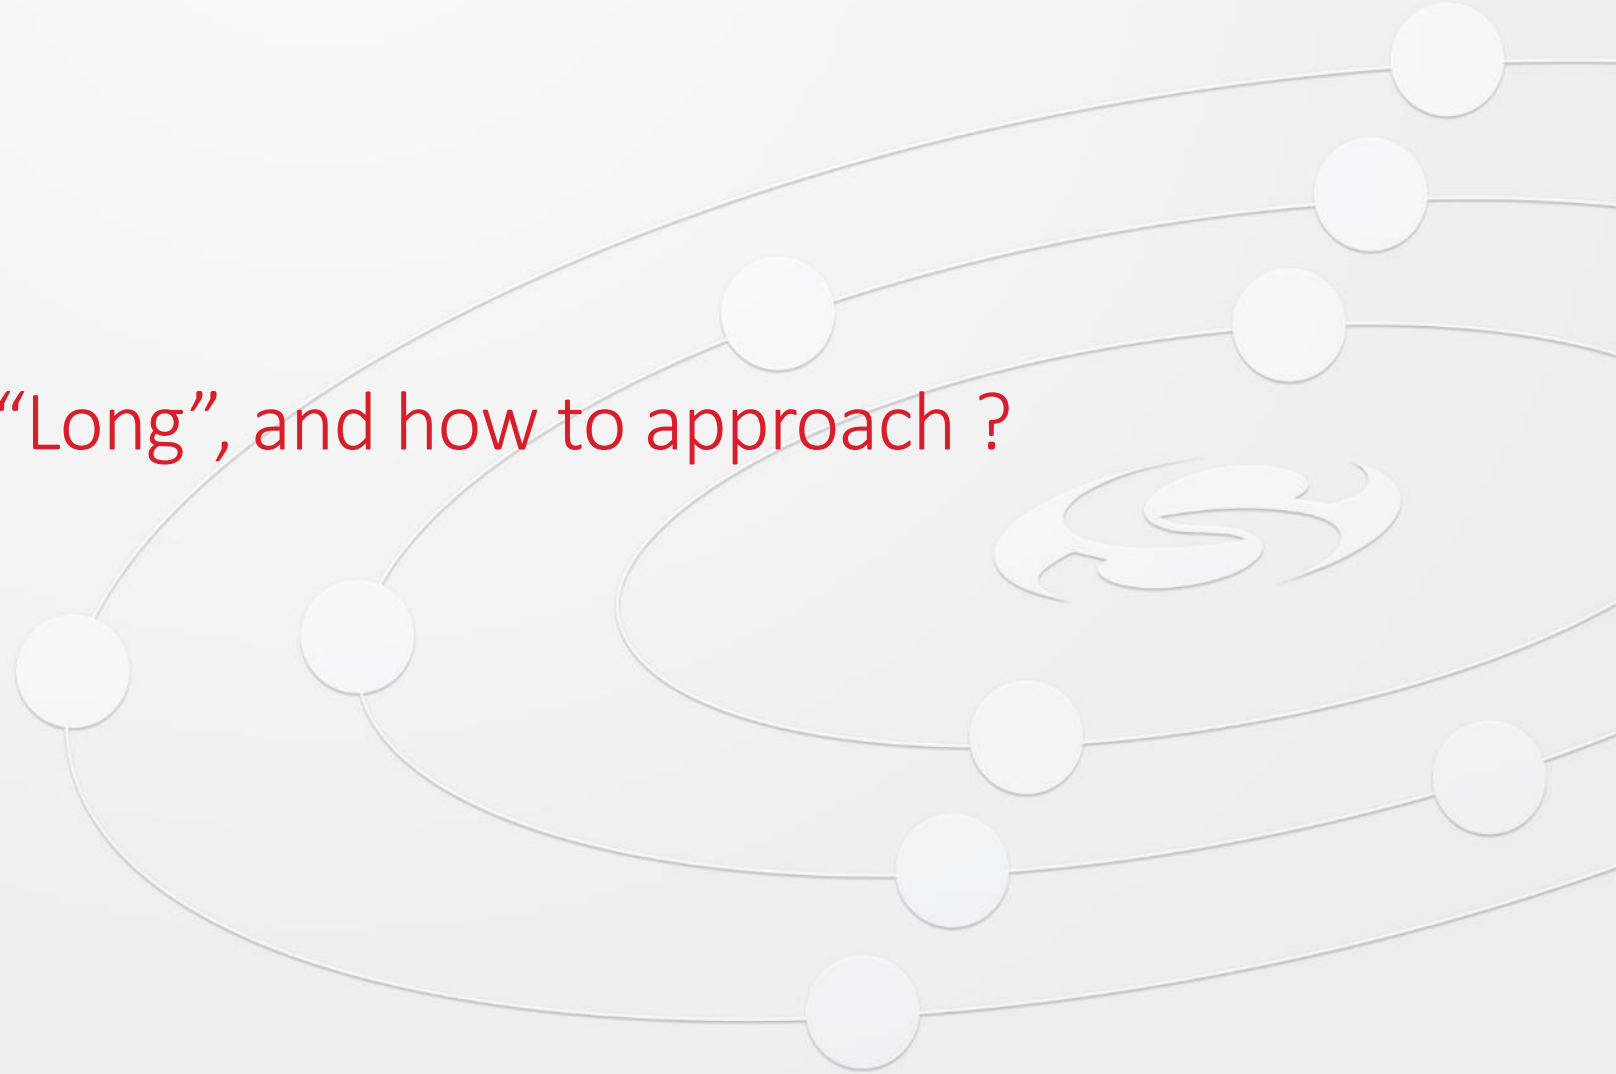 “Long”, and how to approach ?